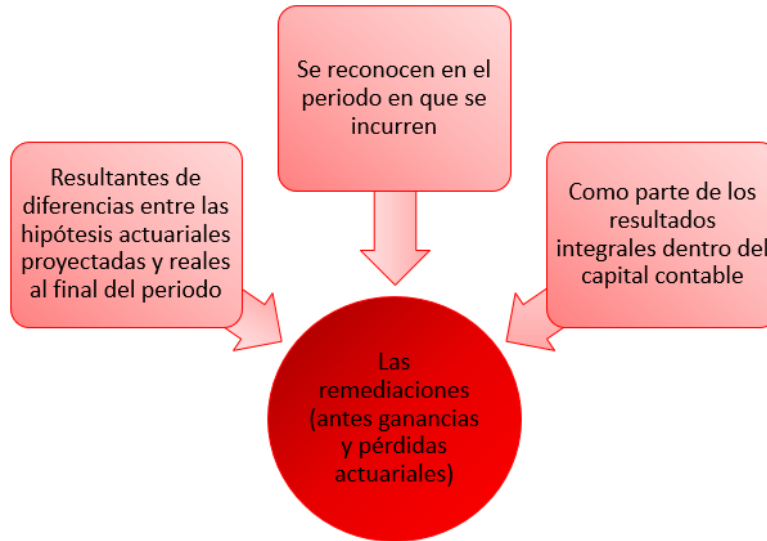 Se reconocen en el
periodo en que se
incurren
Resultantes de
diferencias entre las
hipótesis actuariales
proyectadas y reales
al final del periodo
Como parte de los
resultados
integrales dentro del
capital contable
Las
remediaciones
(antes ganancias
y pérdidas
actuariales)